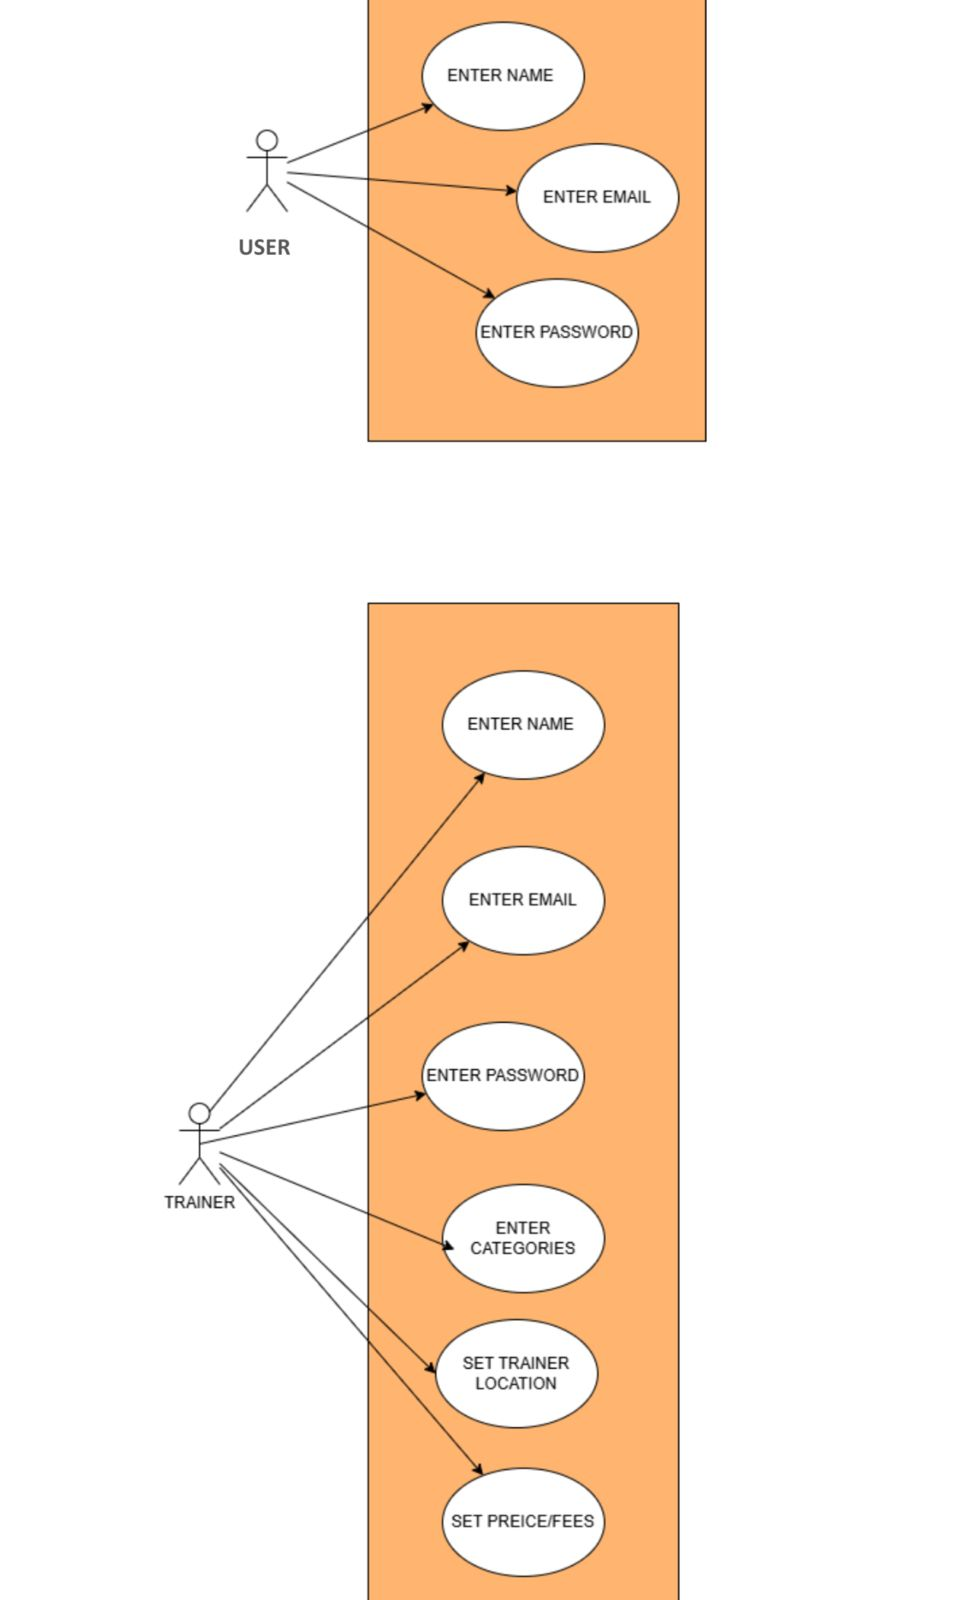 ENTER NAME
ENTER EMAIL
USER
ENTER PASSWORD
ENTER NAME
ENTER EMAIL
ENTER PASSWORD
TRAINER
ENTER
CATEGORIES
SET TRAINER
LOCATION
SET PREICE/FEES